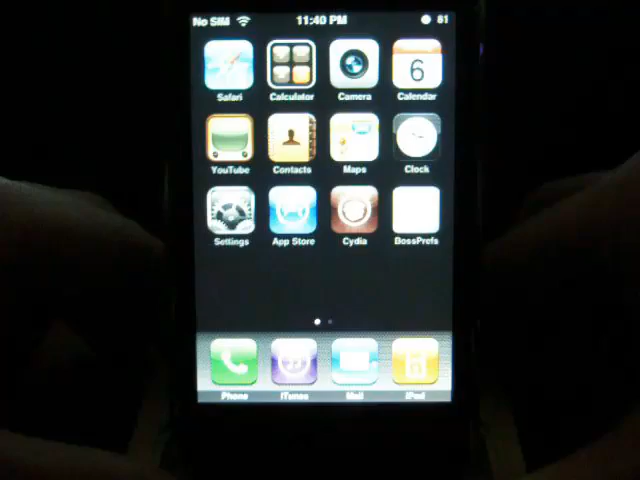 No SIM 11:40 PM 81
Safari Calculator Camera Calendar
6
YouTube Contacts Maps Clock
Settings App Store Cydia BossPrefs
Phone iTunes Mail iPod